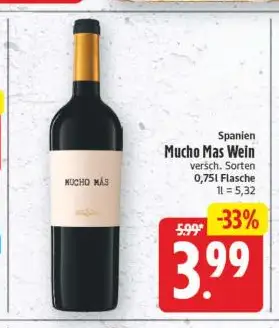 MUCHO MÁS
Spanien
Mucho Mas Wein
versch. Sorten
0,75l Flasche
1l = 5,32
-33%
5.99*
3.99